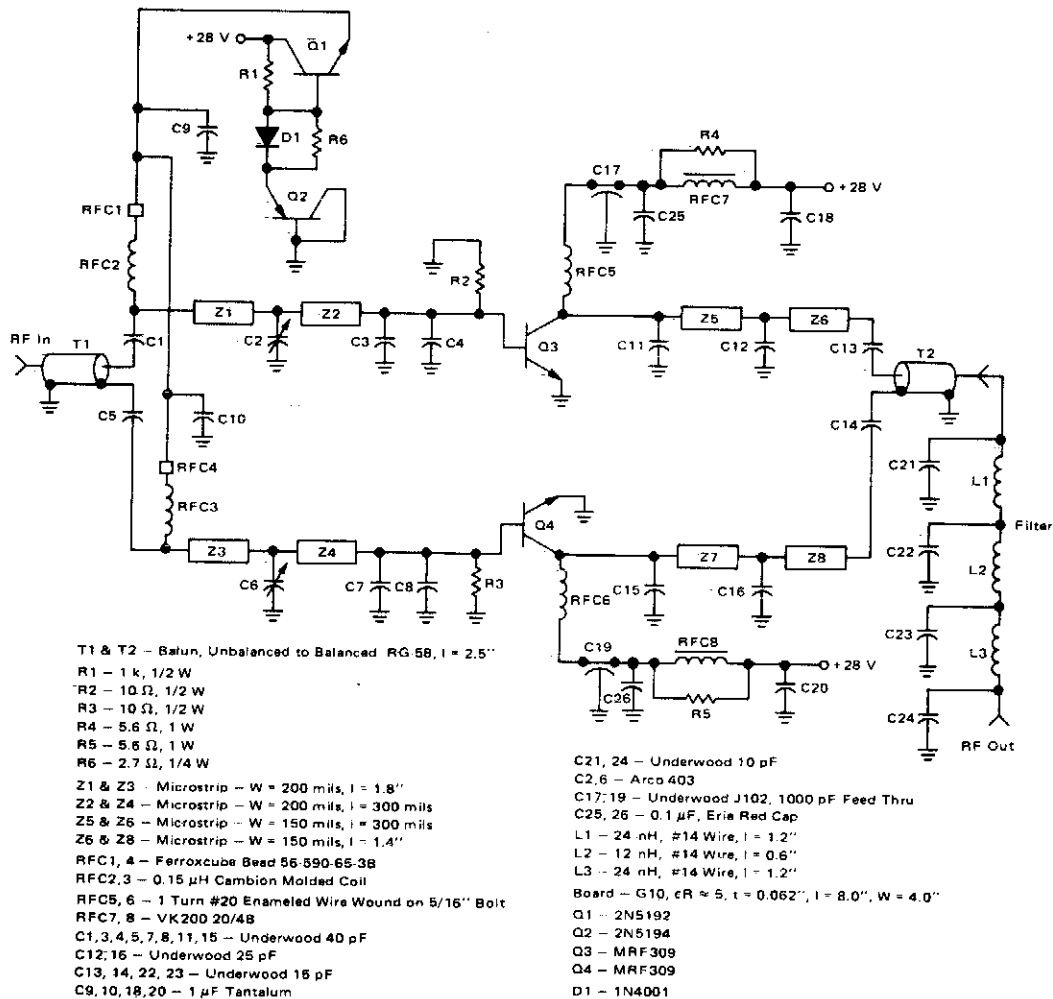 +28 V
Q1
R1
C9
D1
R6
Q2
RFC1
RFC2
R4
C17
RFC7
+28 V
C25
C18
RFC5
R2
RF In
T1
C1
Z1
C2
Z2
C3
C4
Q3
C11
Z5
C12
Z6
C13
T2
C5
C10
C14
RFC4
RFC3
C21
L1
Filter
Z3
C6
Z4
C7
C8
R3
Q4
RFC6
C15
Z7
C16
Z8
C22
L2
C23
L3
C19
C26
RFC8
R5
+28 V
C20
C24
RF Out
T1 & T2 – Balun, Unbalanced to Balanced RG-58, l = 2.5"
R1 – 1 k, 1/2 W
R2 – 10 Ω, 1/2 W
R3 – 10 Ω, 1/2 W
R4 – 5.6 Ω, 1 W
R5 – 5.6 Ω, 1 W
R6 – 2.7 Ω, 1/4 W
Z1 & Z3 – Microstrip – W = 200 mils, l = 1.8"
Z2 & Z4 – Microstrip – W = 200 mils, l = 300 mils
Z5 & Z6 – Microstrip – W = 150 mils, l = 300 mils
Z6 & Z8 – Microstrip – W = 150 mils, l = 1.4"
RFC1, 4 – Ferroxcube Bead 56-590-65-3B
RFC2,3 – 0.15 μH Cambion Molded Coil
RFC5, 6 – 1 Turn #20 Enameled Wire Wound on 5/16" Bolt
RFC7, 8 – VK200 20/4B
C1,3,4,5,7,8,11,15 – Underwood 40 pF
C12,16 – Underwood 25 pF
C13, 14, 22, 23 – Underwood 15 pF
C9, 10, 18, 20 – 1 μF Tantalum
C21, 24 – Underwood 10 pF
C2,6 – Arco 403
C17,19 – Underwood J102, 1000 pF Feed Thru
C25, 26 – 0.1 μF, Erie Red Cap
L1 – 24 nH, #14 Wire, l = 1.2"
L2 – 12 nH, #14 Wire, l = 0.6"
L3 – 24 nH, #14 Wire, l = 1.2"
Board – G10, εR ≈ 5, t = 0.062", l = 8.0", W = 4.0"
Q1 – 2N5192
Q2 – 2N5194
Q3 – MRF309
Q4 – MRF309
D1 – 1N4001